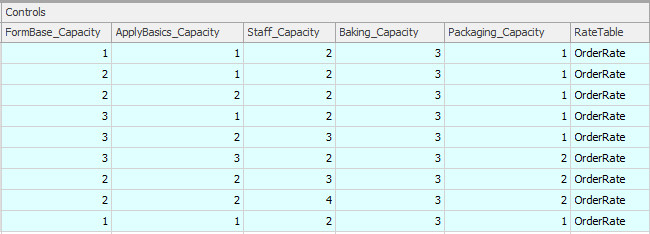 Controls
FormBase_Capacity ApplyBasics_Capacity Staff_Capacity Baking_Capacity Packaging_Capacity RateTable
1 1 2 3 1 OrderRate
2 1 2 3 1 OrderRate
2 2 2 3 1 OrderRate
3 1 2 3 1 OrderRate
3 2 3 3 1 OrderRate
3 3 2 3 2 OrderRate
2 2 3 3 2 OrderRate
2 2 4 3 2 OrderRate
1 1 2 3 1 OrderRate